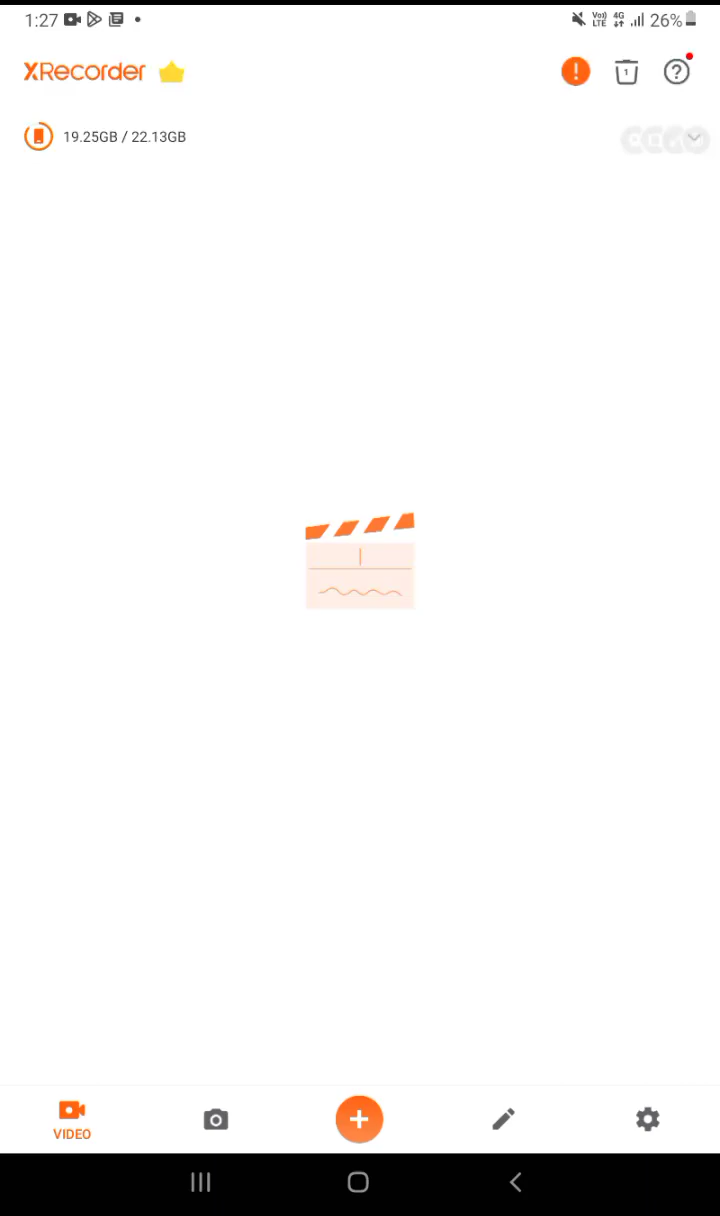 1:27
Vo)) LTE 4G 26%
XRecorder
1
19.25GB / 22.13GB
VIDEO